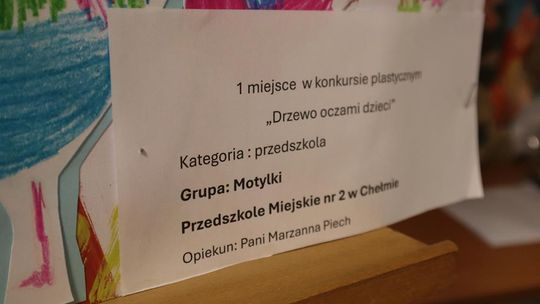 1 miejsce w konkursie plastycznym
„Drzewo oczami dzieci”
Kategoria : przedszkola
Grupa: Motylki
Przedszkole Miejskie nr 2 w Chełmie
Opiekun: Pani Marzanna Piech